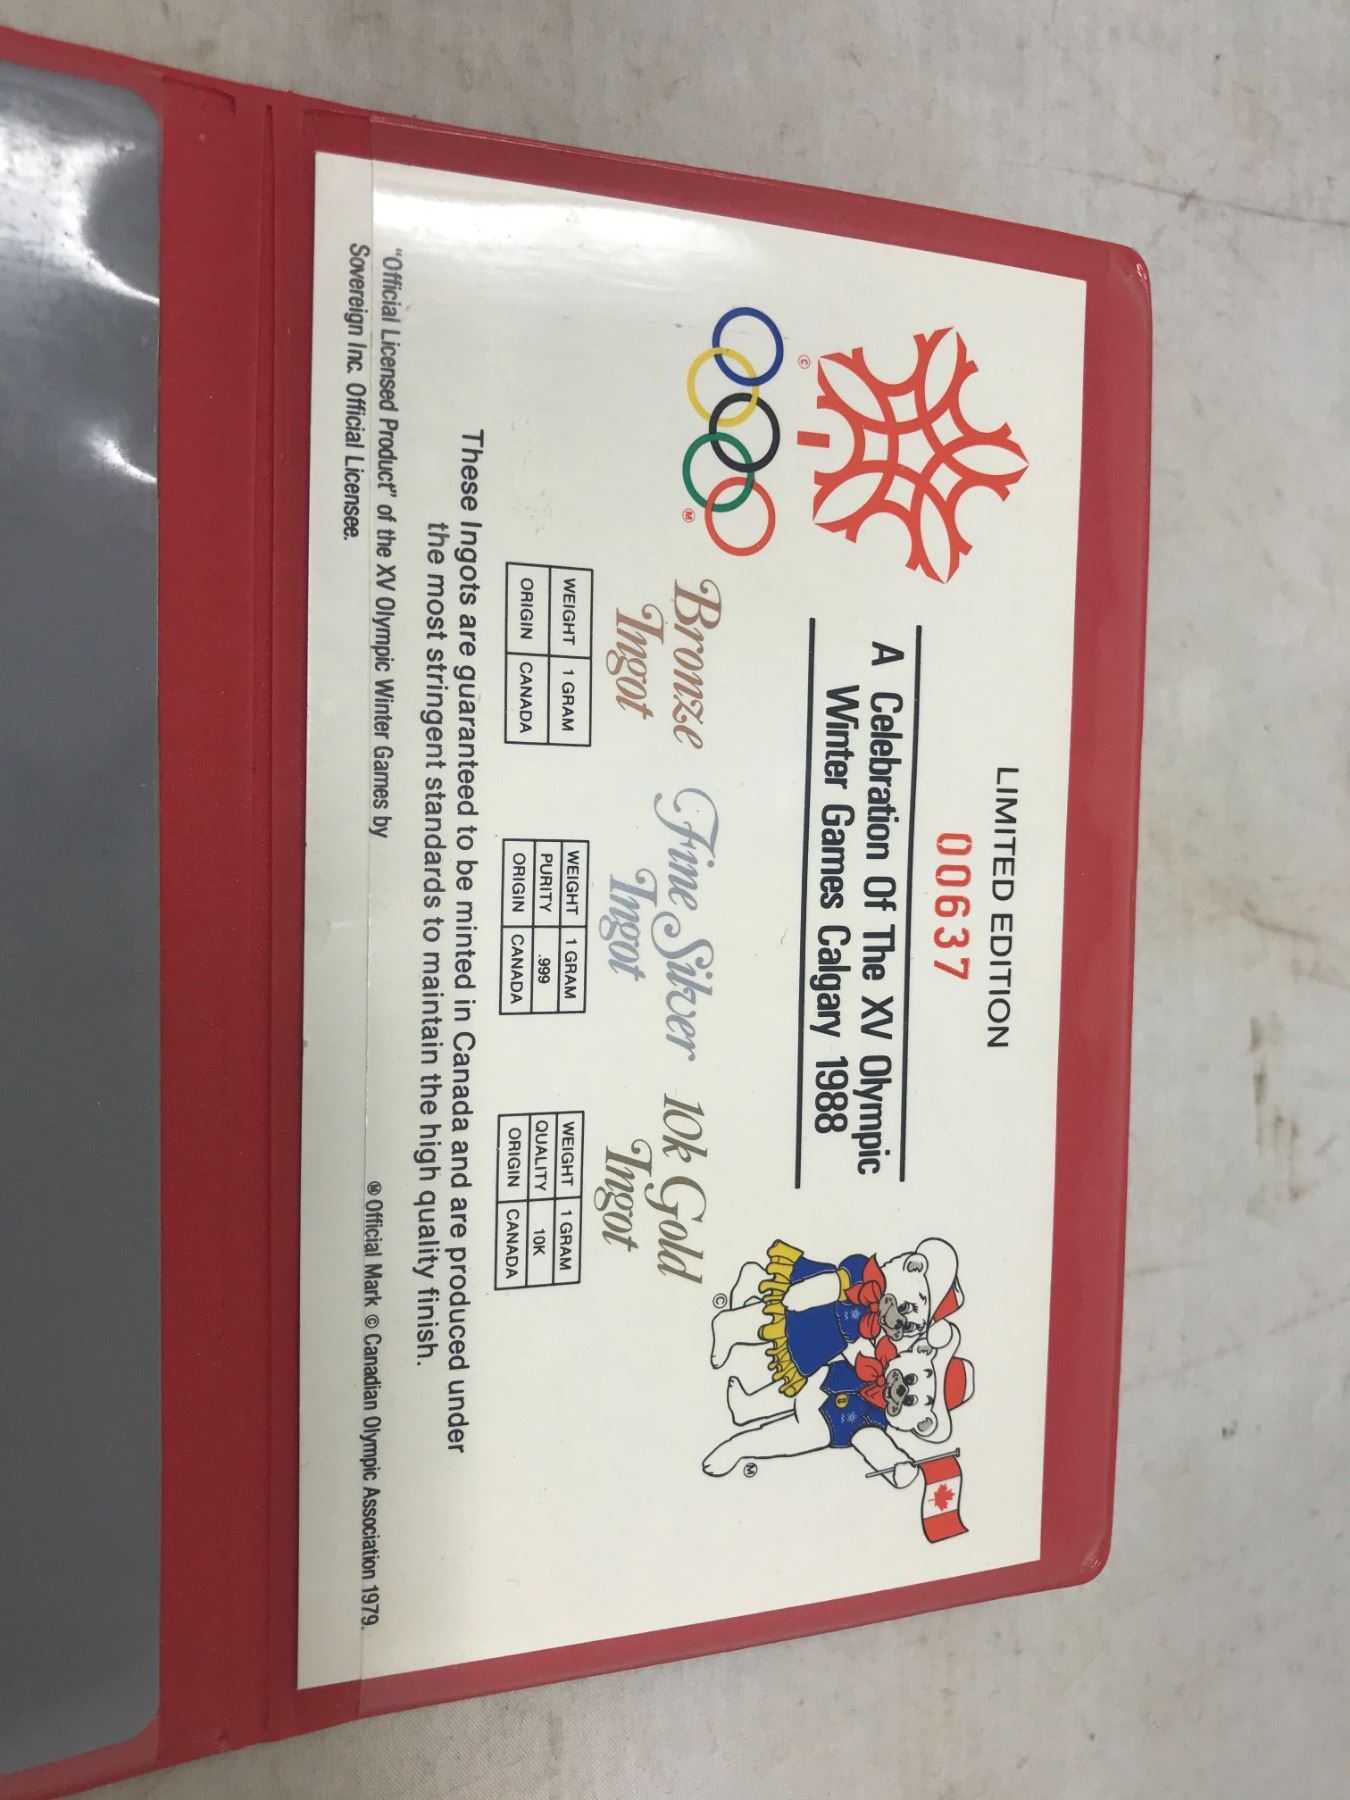 LIMITED EDITION
00637
A Celebration Of The XV Olympic
Winter Games Calgary 1988
©
Ⓜ
©
Ⓜ
Bronze
Ingot
WEIGHT 1 GRAM
ORIGIN CANADA
Fine Silver
Ingot
WEIGHT 1 GRAM
PURITY .999
ORIGIN CANADA
10k Gold
Ingot
WEIGHT 1 GRAM
QUALITY 10K
ORIGIN CANADA
These Ingots are guaranteed to be minted in Canada and are produced under
the most stringent standards to maintain the high quality finish.
"Official Licensed Product" of the XV Olympic Winter Games by
Sovereign Inc. Official Licensee.
Ⓜ Official Mark © Canadian Olympic Association 1979.